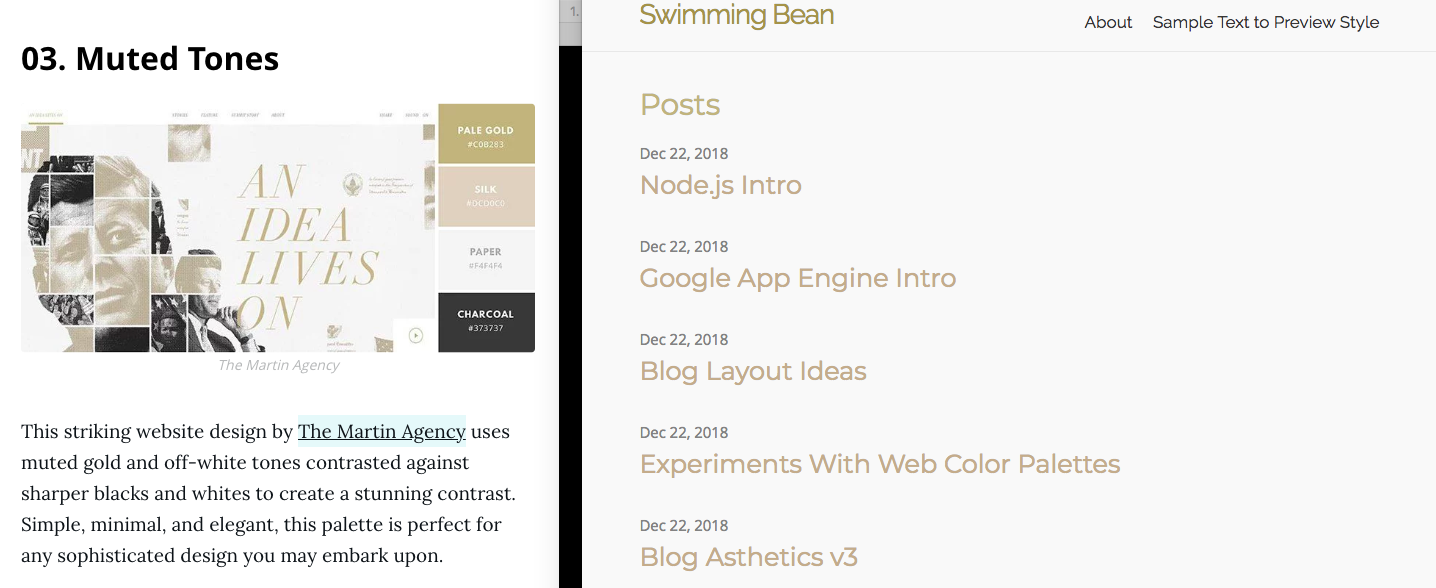 03. Muted Tones
AN
IDEA
LIVES
ON
PALE GOLD
#C0B283
SILK
#DCD0C0
PAPER
#F4F4F4
CHARCOAL
#373737
The Martin Agency
This striking website design by The Martin Agency uses
muted gold and off-white tones contrasted against
sharper blacks and whites to create a stunning contrast.
Simple, minimal, and elegant, this palette is perfect for
any sophisticated design you may embark upon.
1.
Swimming Bean
About Sample Text to Preview Style
Posts
Dec 22, 2018
Node.js Intro
Dec 22, 2018
Google App Engine Intro
Dec 22, 2018
Blog Layout Ideas
Dec 22, 2018
Experiments With Web Color Palettes
Dec 22, 2018
Blog Asthetics v3